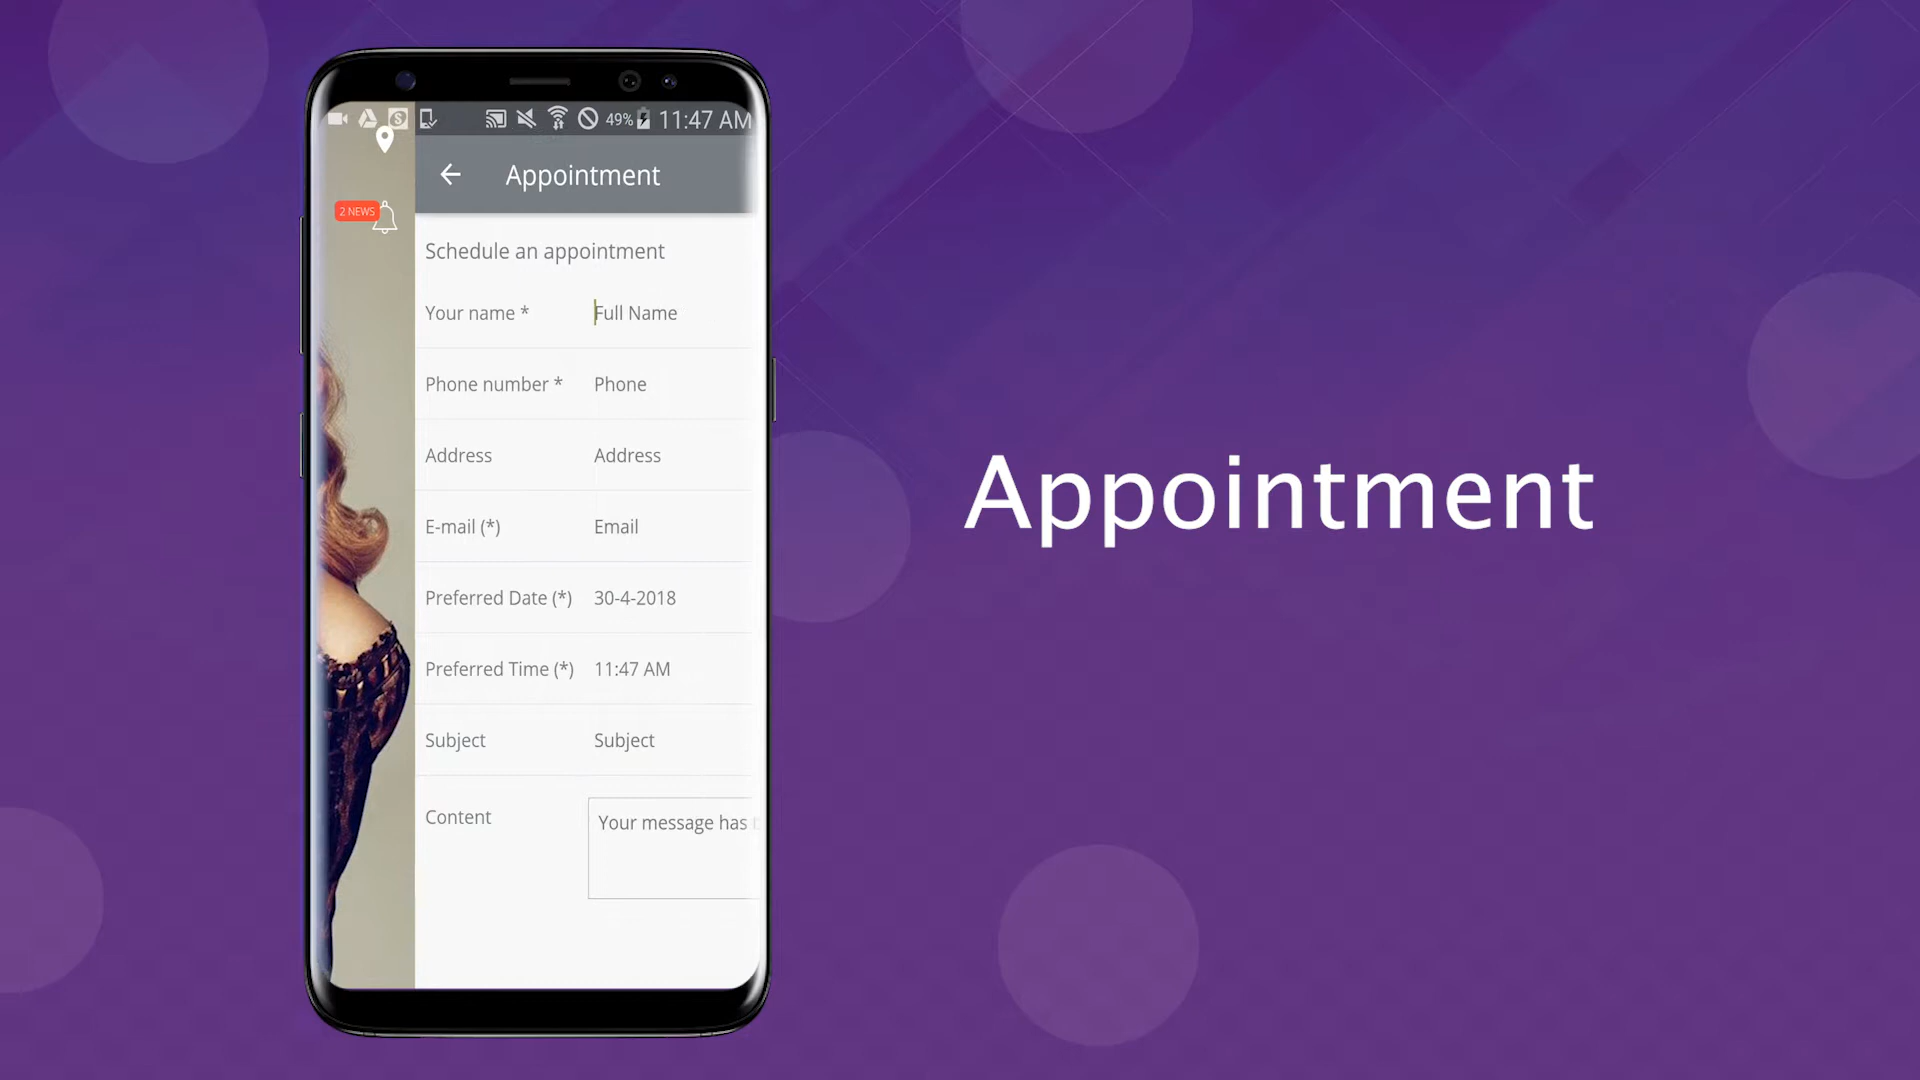 49% 11:47 AM
Appointment
2 NEWS
Schedule an appointment
Your name * Full Name
Phone number * Phone
Address Address
E-mail (*) Email
Preferred Date (*) 30-4-2018
Preferred Time (*) 11:47 AM
Subject Subject
Content Your message has
Appointment